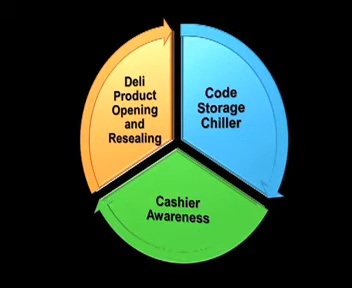 Deli
Product
Opening
and
Resealing
Code
Storage
Chiller
Cashier
Awareness